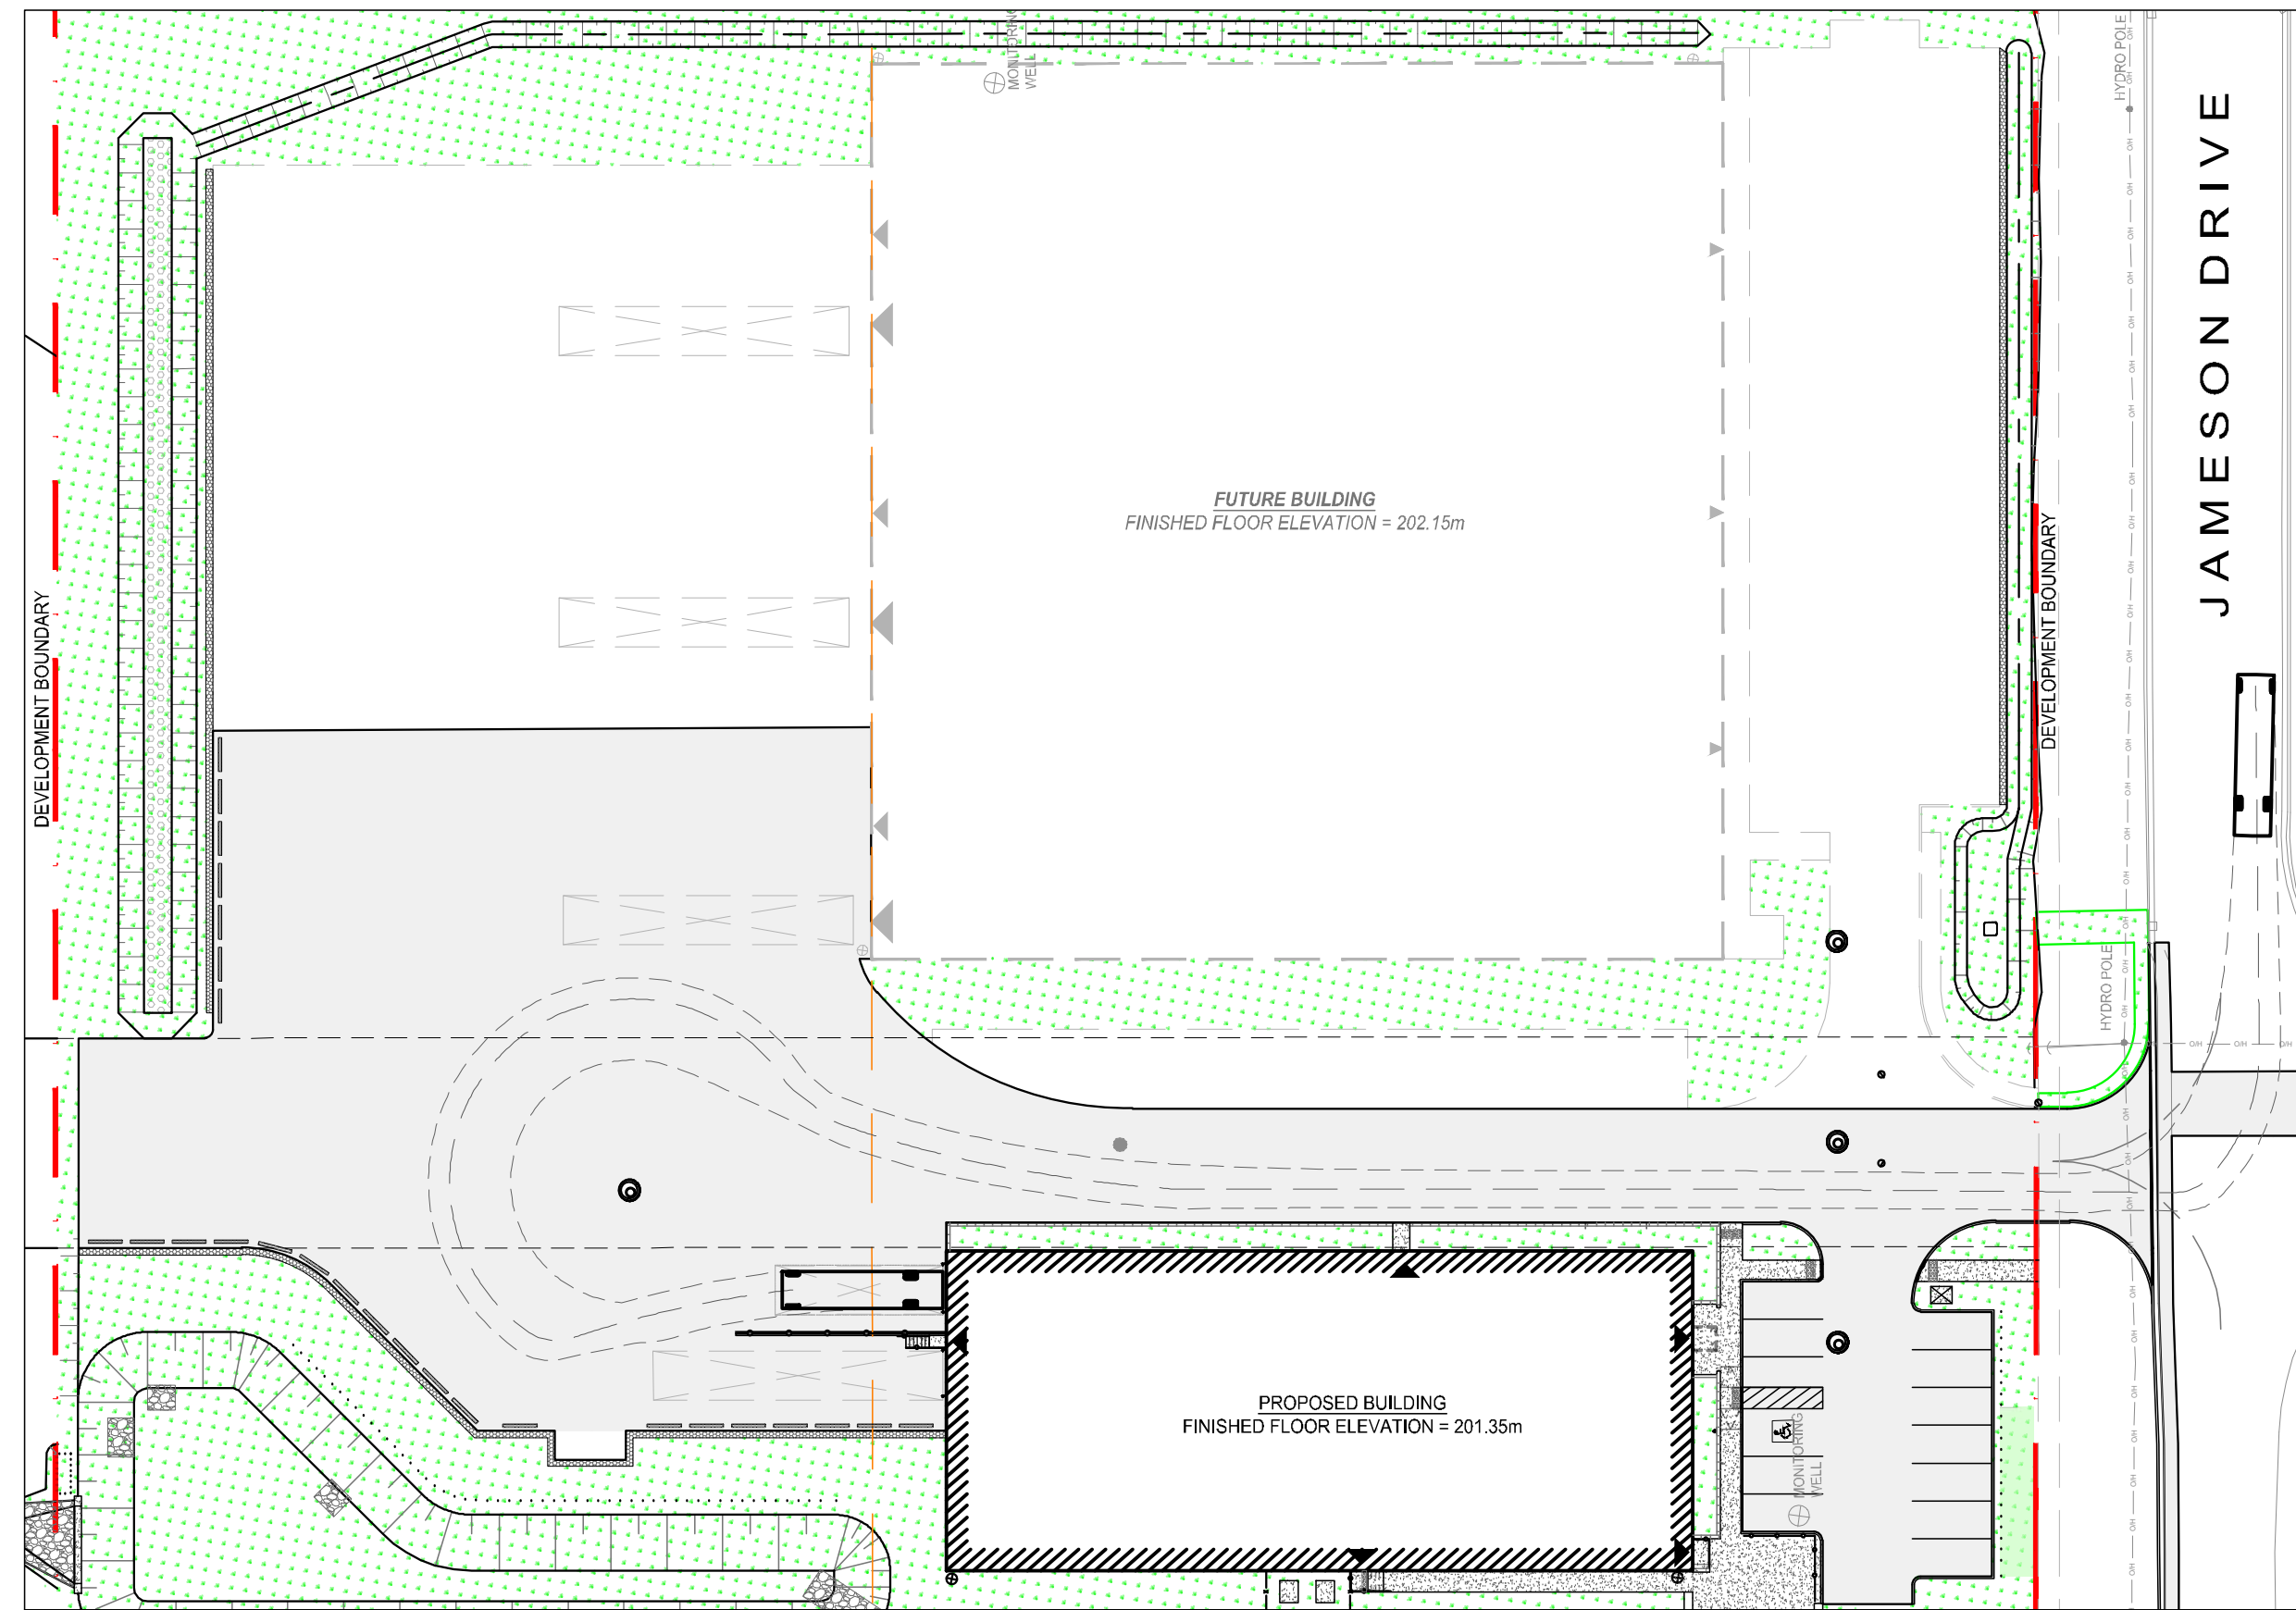 MONITORING
WELL
HYDRO POLE
JAMESON DRIVE
FUTURE BUILDING
FINISHED FLOOR ELEVATION = 202.15m
DEVELOPMENT BOUNDARY
DEVELOPMENT BOUNDARY
HYDRO POLE
O/H
O/H
O/H
PROPOSED BUILDING
FINISHED FLOOR ELEVATION = 201.35m
MONITORING
WELL